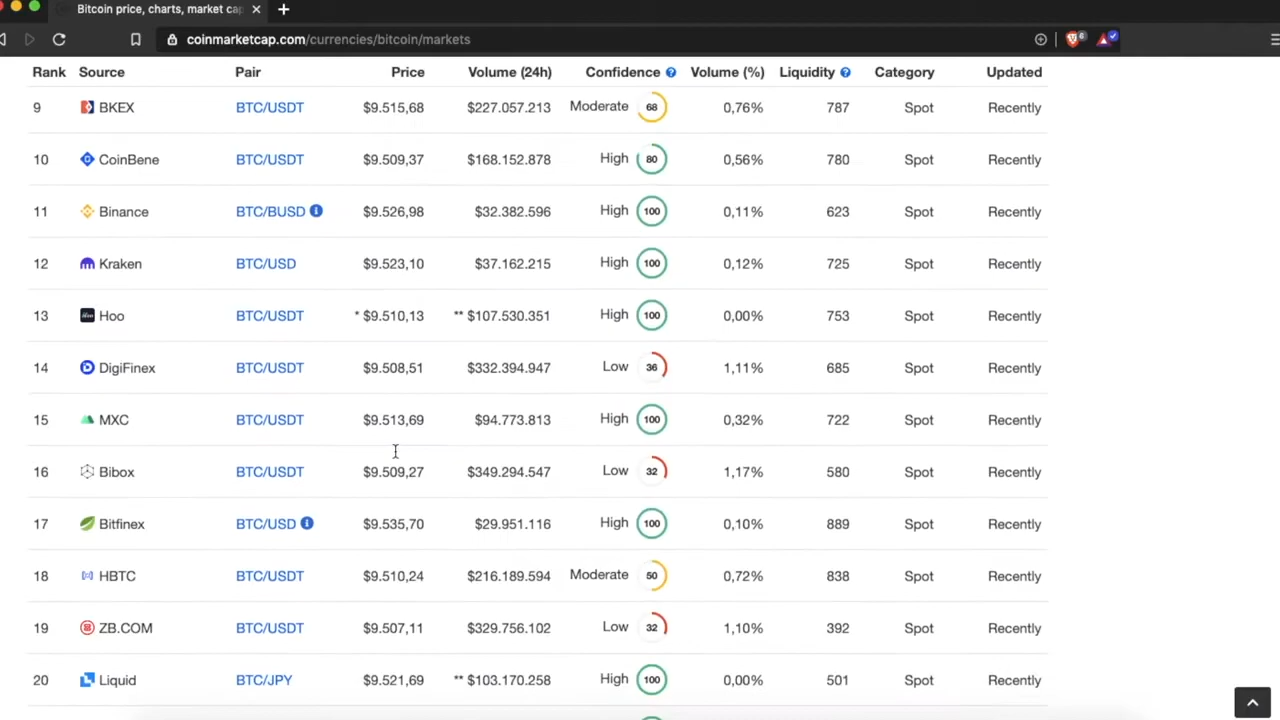 Bitcoin price, charts, market cap
coinmarketcap.com/currencies/bitcoin/markets
6
Rank Source Pair Price Volume (24h) Confidence ? Volume (%) Liquidity ? Category Updated
9 BKEX BTC/USDT $9.515,68 $227.057.213 Moderate 68 0,76% 787 Spot Recently
10 CoinBene BTC/USDT $9.509,37 $168.152.878 High 80 0,56% 780 Spot Recently
11 Binance BTC/BUSD $9.526,98 $32.382.596 High 100 0,11% 623 Spot Recently
12 Kraken BTC/USD $9.523,10 $37.162.215 High 100 0,12% 725 Spot Recently
13 Hoo BTC/USDT * $9.510,13 ** $107.530.351 High 100 0,00% 753 Spot Recently
14 DigiFinex BTC/USDT $9.508,51 $332.394.947 Low 36 1,11% 685 Spot Recently
15 MXC BTC/USDT $9.513,69 $94.773.813 High 100 0,32% 722 Spot Recently
16 Bibox BTC/USDT $9.509,27 $349.294.547 Low 32 1,17% 580 Spot Recently
17 Bitfinex BTC/USD $9.535,70 $29.951.116 High 100 0,10% 889 Spot Recently
18 HBTC BTC/USDT $9.510,24 $216.189.594 Moderate 50 0,72% 838 Spot Recently
19 ZB.COM BTC/USDT $9.507,11 $329.756.102 Low 32 1,10% 392 Spot Recently
20 Liquid BTC/JPY $9.521,69 ** $103.170.258 High 100 0,00% 501 Spot Recently